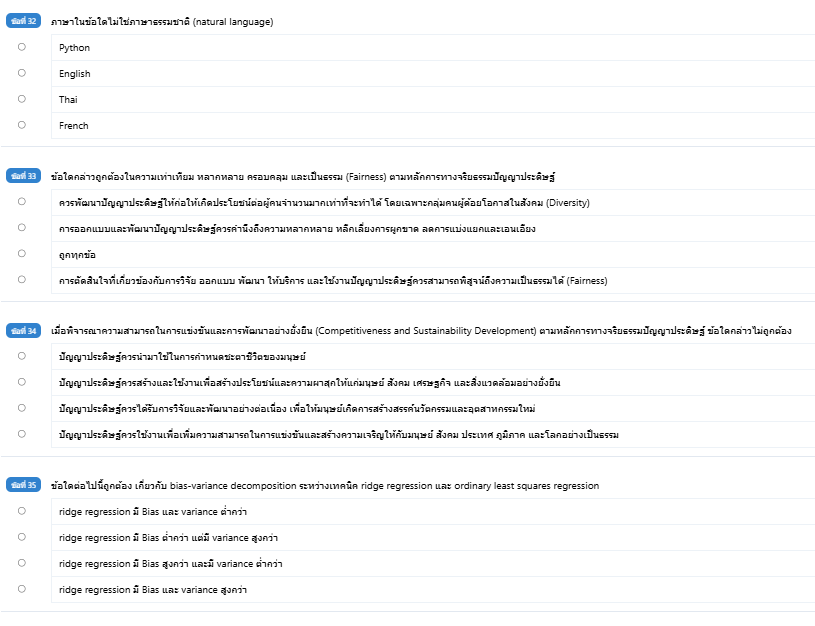 ข้อที่ 32 ภาษาในข้อใดไม่ใช่ภาษาธรรมชาติ (natural language)
Python
English
Thai
French
ข้อที่ 33 ข้อใดกล่าวถูกต้องในความเท่าเทียม หลากหลาย ครอบคลุม และเป็นธรรม (Fairness) ตามหลักการทางจริยธรรมปัญญาประดิษฐ์
ควรพัฒนาปัญญาประดิษฐ์ให้ก่อให้เกิดประโยชน์ต่อผู้คนจำนวนมากเท่าที่จะทำได้ โดยเฉพาะกลุ่มคนผู้ด้อยโอกาสในสังคม (Diversity)
การออกแบบและพัฒนาปัญญาประดิษฐ์ควรคำนึงถึงความหลากหลาย หลีกเลี่ยงการผูกขาด ลดการแบ่งแยกและเอนเอียง
ถูกทุกข้อ
การตัดสินใจที่เกี่ยวข้องกับการวิจัย ออกแบบ พัฒนา ให้บริการ และใช้งานปัญญาประดิษฐ์ควรสามารถพิสูจน์ถึงความเป็นธรรมได้ (Fairness)
ข้อที่ 34 เมื่อพิจารณาความสามารถในการแข่งขันและการพัฒนาอย่างยั่งยืน (Competitiveness and Sustainability Development) ตามหลักการทางจริยธรรมปัญญาประดิษฐ์ ข้อใดกล่าวไม่ถูกต้อง
ปัญญาประดิษฐ์ควรนำมาใช้ในการกำหนดชะตาชีวิตของมนุษย์
ปัญญาประดิษฐ์ควรสร้างและใช้งานเพื่อสร้างประโยชน์และความผาสุกให้แก่มนุษย์ สังคม เศรษฐกิจ และสิ่งแวดล้อมอย่างยั่งยืน
ปัญญาประดิษฐ์ควรได้รับการวิจัยและพัฒนาอย่างต่อเนื่อง เพื่อให้มนุษย์เกิดการสร้างสรรค์นวัตกรรมและอุตสาหกรรมใหม่
ปัญญาประดิษฐ์ควรใช้งานเพื่อเพิ่มความสามารถในการแข่งขันและสร้างความเจริญให้กับมนุษย์ สังคม ประเทศ ภูมิภาค และโลกอย่างเป็นธรรม
ข้อที่ 35 ข้อใดต่อไปนี้ถูกต้อง เกี่ยวกับ bias-variance decomposition ระหว่างเทคนิค ridge regression และ ordinary least squares regression
ridge regression มี Bias และ variance ต่ำกว่า
ridge regression มี Bias ต่ำกว่า แต่มี variance สูงกว่า
ridge regression มี Bias สูงกว่า และมี variance ต่ำกว่า
ridge regression มี Bias และ variance สูงกว่า